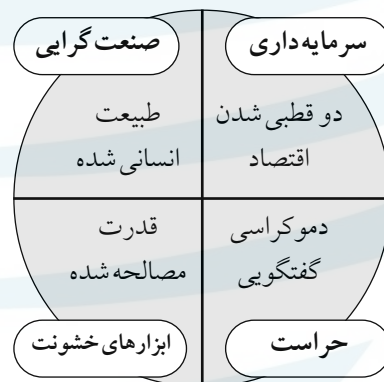 سرمایه‌داری
صنعت‌گرایی
دو قطبی شدن
اقتصاد
طبیعت
انسانی شده
دموکراسی
گفتگویی
قدرت
مصالحه شده
حراست
ابزارهای خشونت